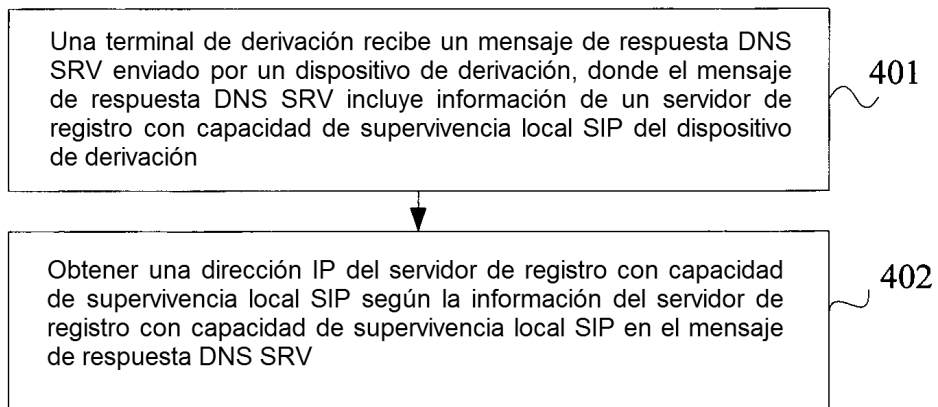 Una terminal de derivación recibe un mensaje de respuesta DNS
SRV enviado por un dispositivo de derivación, donde el mensaje
de respuesta DNS SRV incluye información de un servidor de
registro con capacidad de supervivencia local SIP del dispositivo
de derivación
401
Obtener una dirección IP del servidor de registro con capacidad
de supervivencia local SIP según la información del servidor de
registro con capacidad de supervivencia local SIP en el mensaje
de respuesta DNS SRV
402